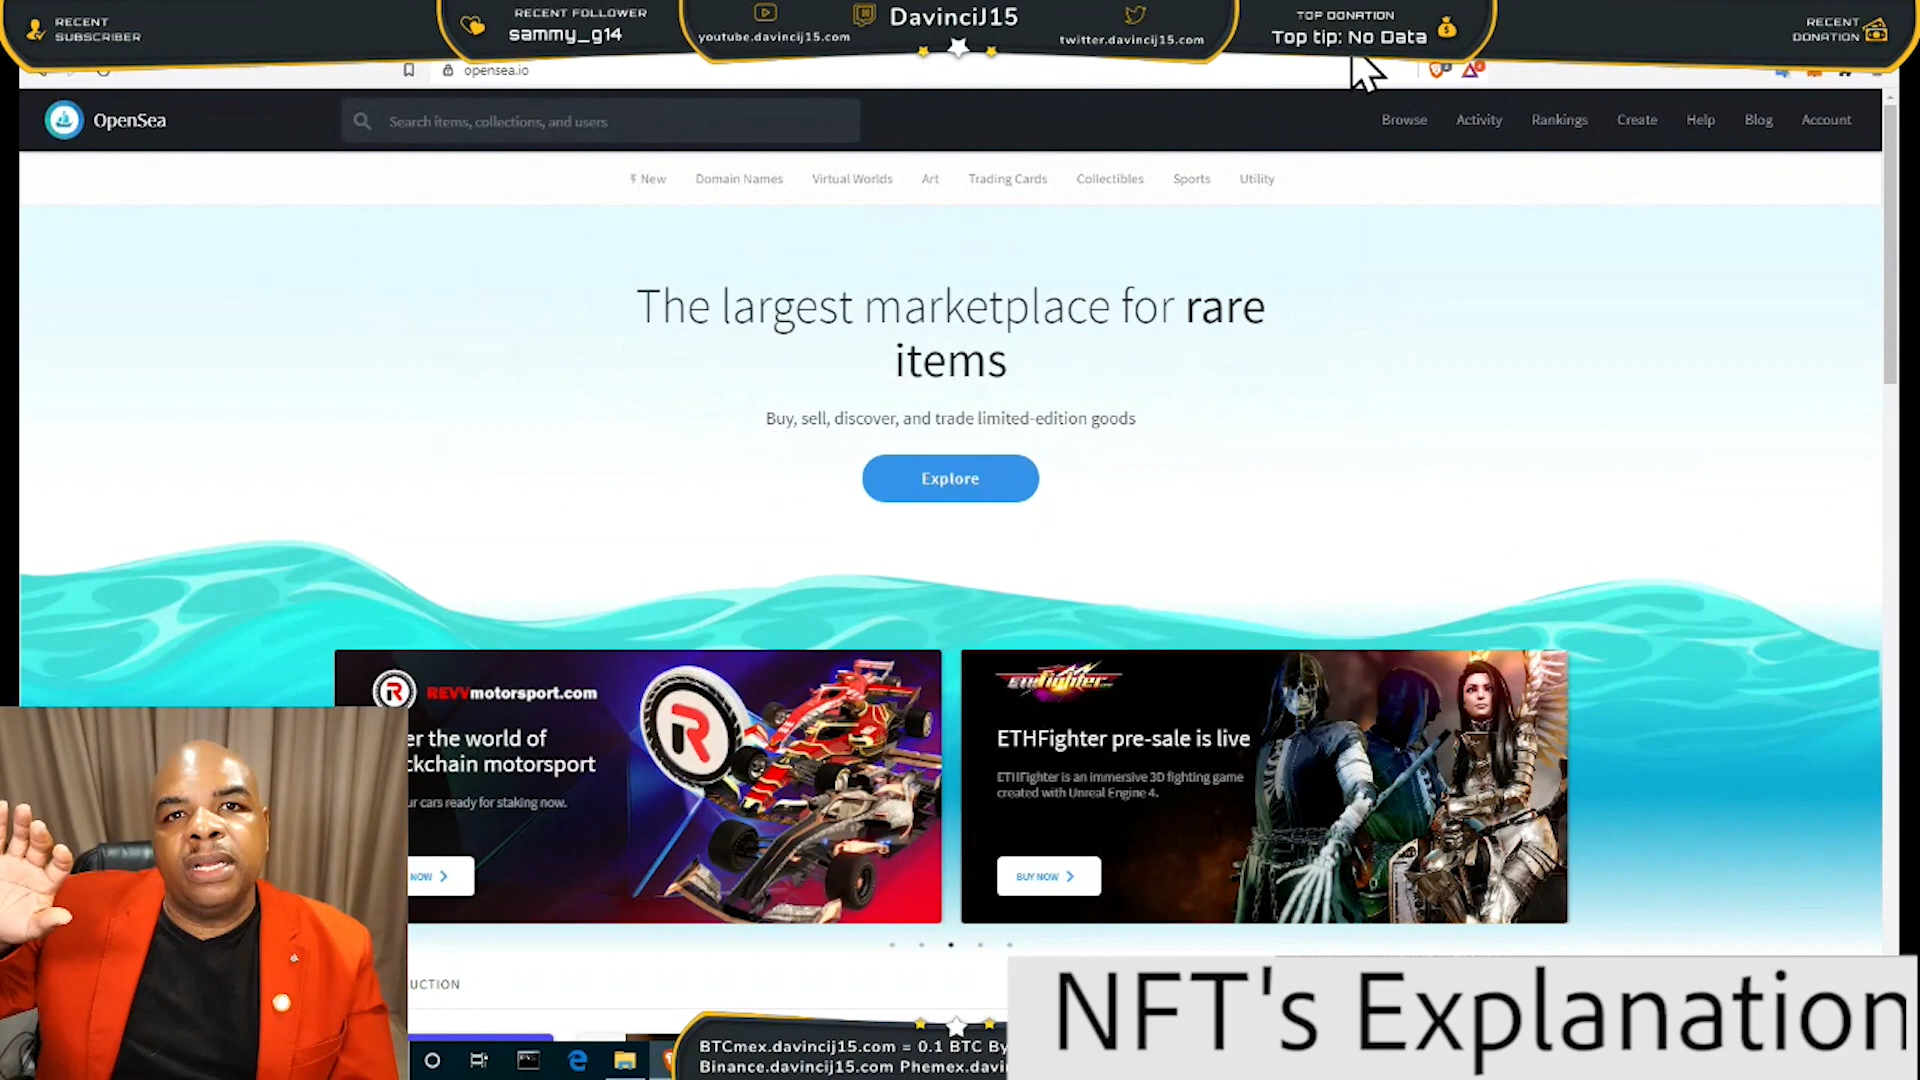 RECENT
SUBSCRIBER
RECENT FOLLOWER
sammy_g14
DavinciJ15
youtube.davincij15.com
twitter.davincij15.com
TOP DONATION
Top tip: No Data
RECENT
DONATION
opensea.io
OpenSea
Search items, collections, and users
Browse
Activity
Rankings
Create
Help
Blog
Account
New
Domain Names
Virtual Worlds
Art
Trading Cards
Collectibles
Sports
Utility
The largest marketplace for rare
items
Buy, sell, discover, and trade limited-edition goods
Explore
REVVmotorsport.com
er the world of
ckchain motorsport
ur cars ready for staking now.
NOW
ETHFighter
ETHFighter pre-sale is live
ETHFighter is an immersive 3D fighting game
created with Unreal Engine 4.
BUY NOW
UCTION
BTCmex.davincij15.com = 0.1 BTC By
Binance.davincij15.com Phemex.davi
NFT's Explanation